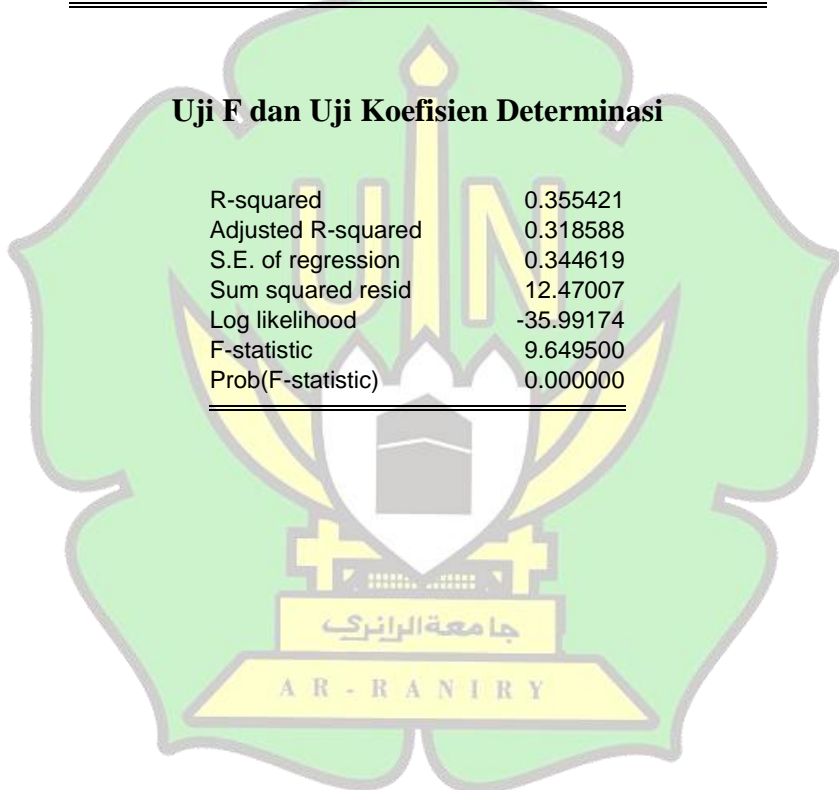 Uji F dan Uji Koefisien Determinasi
R-squared 0.355421
Adjusted R-squared 0.318588
S.E. of regression 0.344619
Sum squared resid 12.47007
Log likelihood -35.99174
F-statistic 9.649500
Prob(F-statistic) 0.000000
UIN
جامعة الرانري
AR-RANIRY